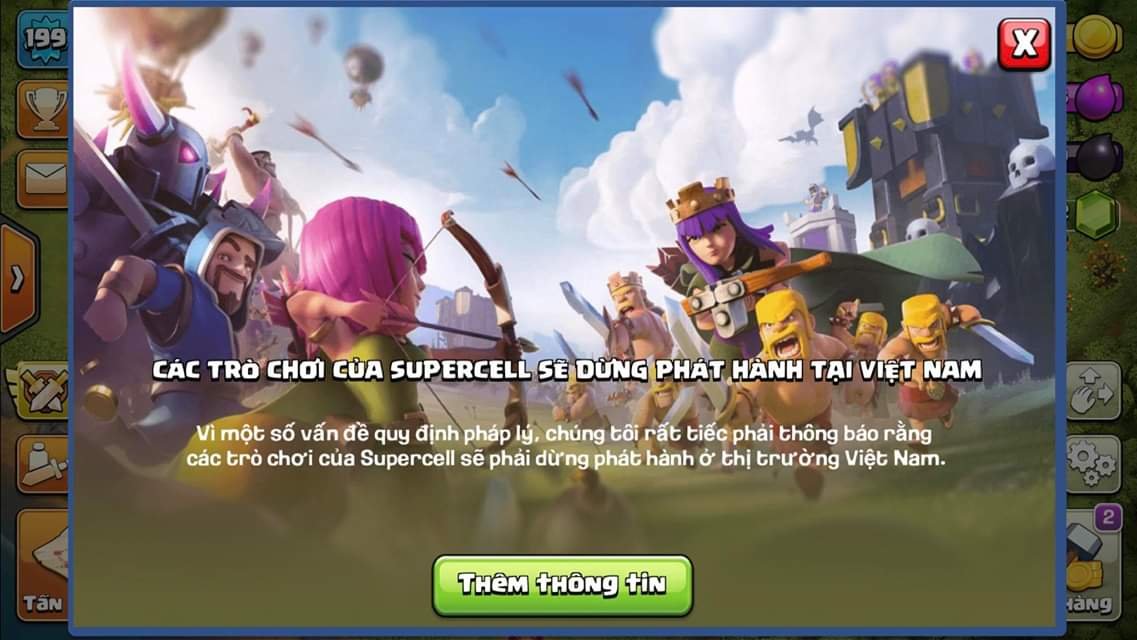 199
X
CÁC TRÒ CHƠI CỦA SUPERCELL SẼ DỪNG PHÁT HÀNH TẠI VIỆT NAM
Vì một số vấn đề quy định pháp lý, chúng tôi rất tiếc phải thông báo rằng
các trò chơi của Supercell sẽ phải dừng phát hành ở thị trường Việt Nam.
2
Thêm thông tin
Tấn
Hàng